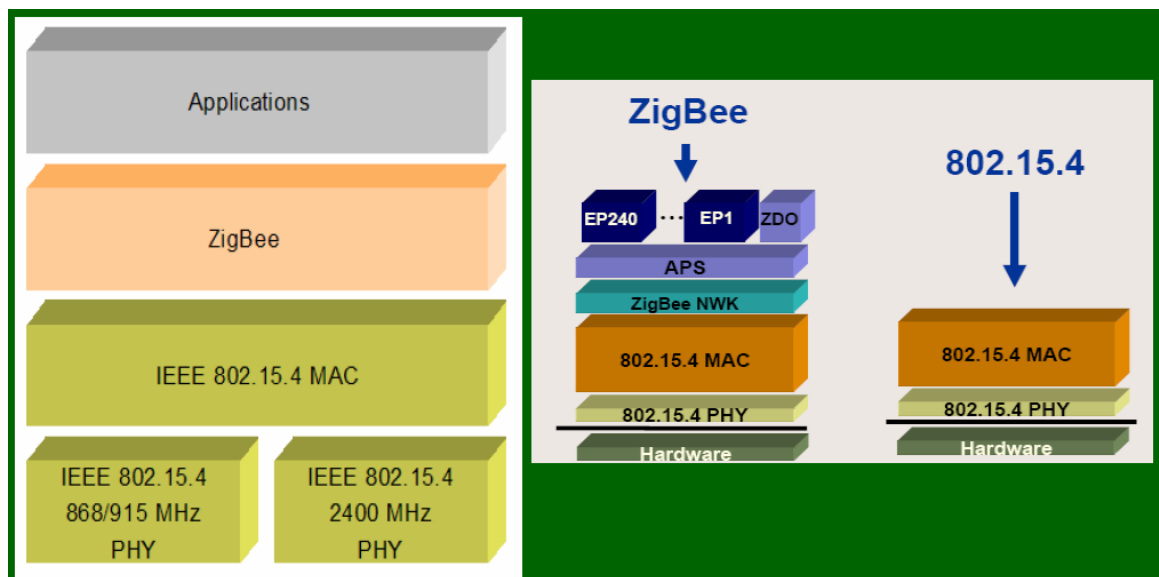 Applications
ZigBee
IEEE 802.15.4 MAC
IEEE 802.15.4
868/915 MHz
PHY
IEEE 802.15.4
2400 MHz
PHY
ZigBee
EP240 ··· EP1 ZDO
APS
ZigBee NWK
802.15.4 MAC
802.15.4 PHY
Hardware
802.15.4
802.15.4 MAC
802.15.4 PHY
Hardware